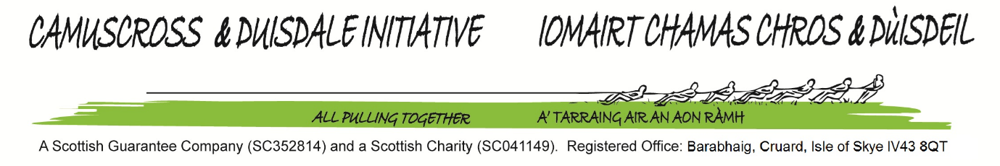 CAMUSCROSS & DUISDALE INITIATIVE IOMAIRT CHAMAS CHROS & DÙISDEIL
ALL PULLING TOGETHER A' TARRAING AIR AN AON RÀMH
A Scottish Guarantee Company (SC352814) and a Scottish Charity (SC041149). Registered Office: Barabhaig, Cruard, Isle of Skye IV43 8QT